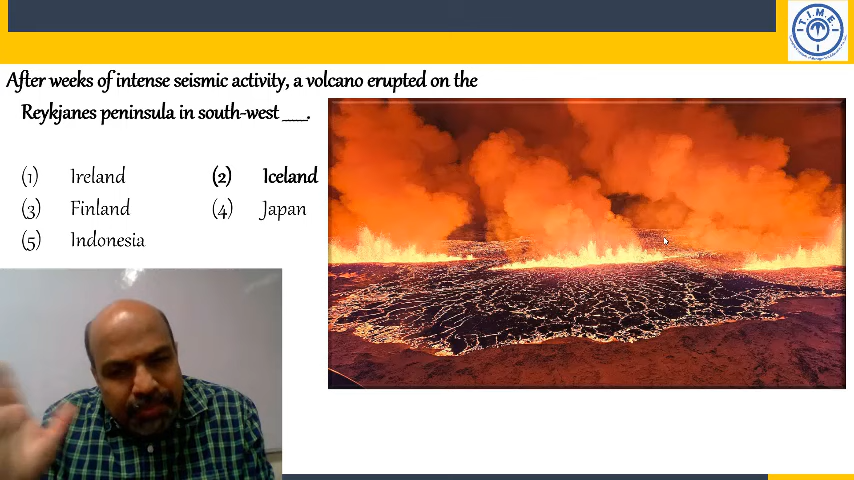 T.I.M.E.
After weeks of intense seismic activity, a volcano erupted on the
Reykjanes peninsula in south-west ___.
(1) Ireland (2) Iceland
(3) Finland (4) Japan
(5) Indonesia